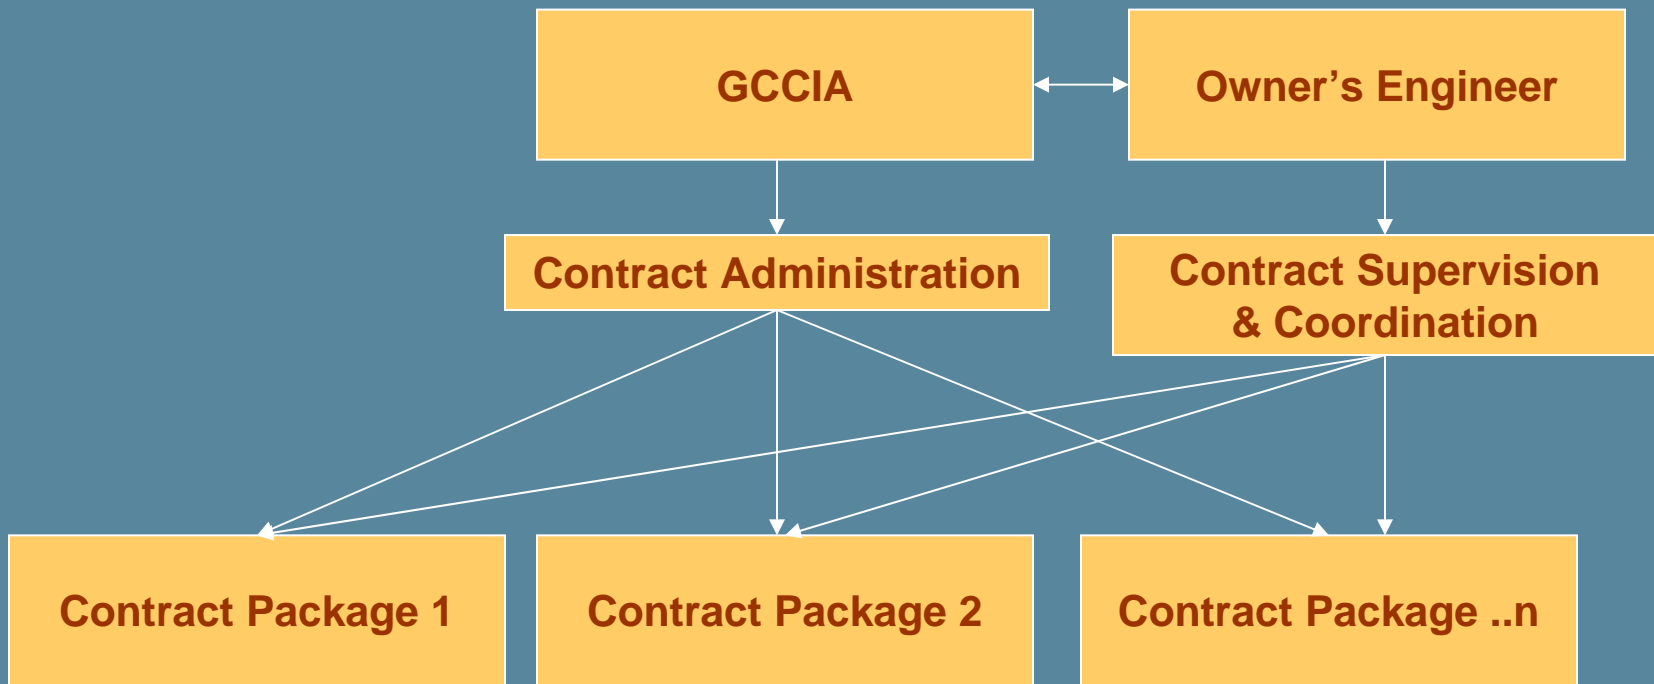 GCCIA
Owner’s Engineer
Contract Administration
Contract Supervision
& Coordination
Contract Package 1
Contract Package 2
Contract Package ..n